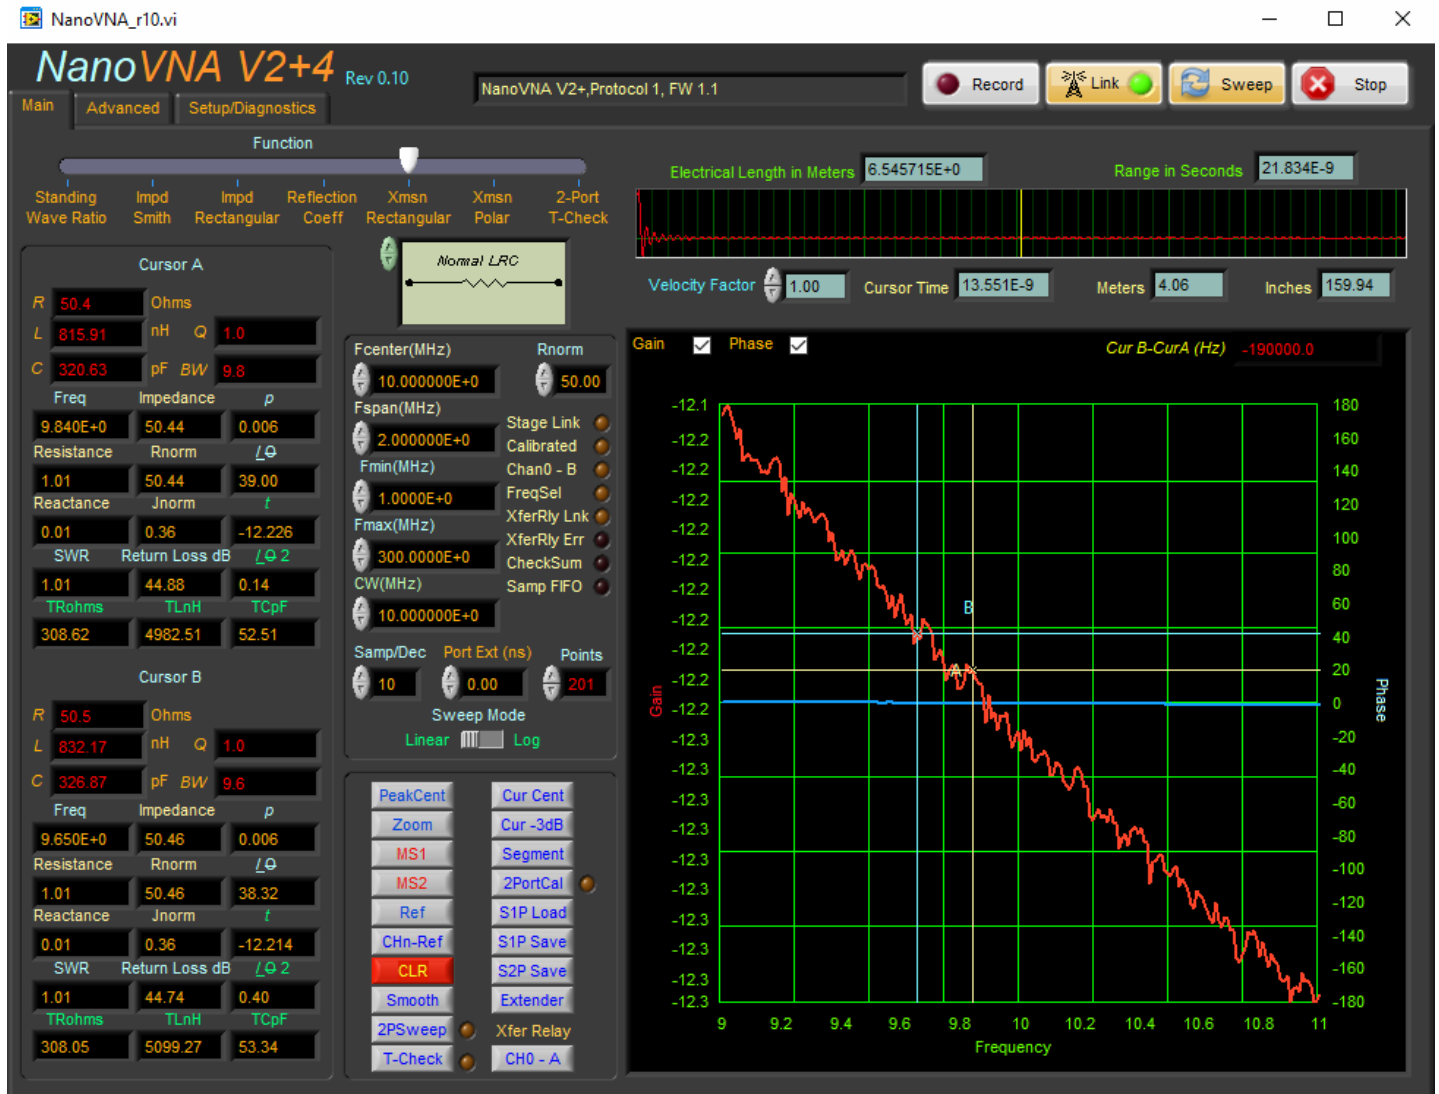 NanoVNA_r10.vi
NanoVNA V2+4 Rev 0.10
NanoVNA V2+,Protocol 1, FW 1.1
Record Link Sweep Stop
Main Advanced Setup/Diagnostics
Function
Standing Wave Ratio
Impd Smith
Impd Rectangular
Reflection Coeff
Xmsn Rectangular
Xmsn Polar
2-Port T-Check
Electrical Length in Meters 6.545715E+0 Range in Seconds 21.834E-9
Velocity Factor 1.00 Cursor Time 13.551E-9 Meters 4.06 Inches 159.94
Cursor A
R 50.4 Ohms
L 815.91 nH Q 1.0
C 320.63 pF BW 9.8
Freq Impedance p
9.840E+0 50.44 0.006
Resistance Rnorm /O
1.01 50.44 39.00
Reactance Jnorm t
0.01 0.36 -12.226
SWR Return Loss dB /O 2
1.01 44.88 0.14
TRohms TLnH TCpF
308.62 4982.51 52.51
Cursor B
R 50.5 Ohms
L 832.17 nH Q 1.0
C 326.87 pF BW 9.6
Freq Impedance p
9.650E+0 50.46 0.006
Resistance Rnorm /O
1.01 50.46 38.32
Reactance Jnorm t
0.01 0.36 -12.214
SWR Return Loss dB /O 2
1.01 44.74 0.40
TRohms TLnH TCpF
308.05 5099.27 53.34
Normal LRC
Fcenter(MHz) Rnorm
10.000000E+0 50.00
Fspan(MHz)
2.000000E+0
Fmin(MHz)
1.0000E+0
Fmax(MHz)
300.0000E+0
CW(MHz)
10.000000E+0
Stage Link
Calibrated
Chan0 - B
FreqSel
XferRly Lnk
XferRly Err
CheckSum
Samp FIFO
Samp/Dec Port Ext (ns) Points
10 0.00 201
Sweep Mode
Linear Log
PeakCent Cur Cent
Zoom Cur -3dB
MS1 Segment
MS2 2PortCal
Ref S1P Load
CHn-Ref S1P Save
CLR S2P Save
Smooth Extender
2PSweep Xfer Relay
T-Check CH0 - A
Gain Phase Cur B-CurA (Hz) -190000.0
-12.1
-12.2
-12.2
-12.2
-12.2
-12.2
-12.2
-12.2
-12.2
-12.2
-12.2
-12.3
-12.3
-12.3
-12.3
-12.3
-12.3
-12.3
-12.3
-12.3
-12.3
Gain
B
A
180
160
140
120
100
80
60
40
20
0
-20
-40
-60
-80
-100
-120
-140
-160
-180
Phase
9 9.2 9.4 9.6 9.8 10 10.2 10.4 10.6 10.8 11
Frequency